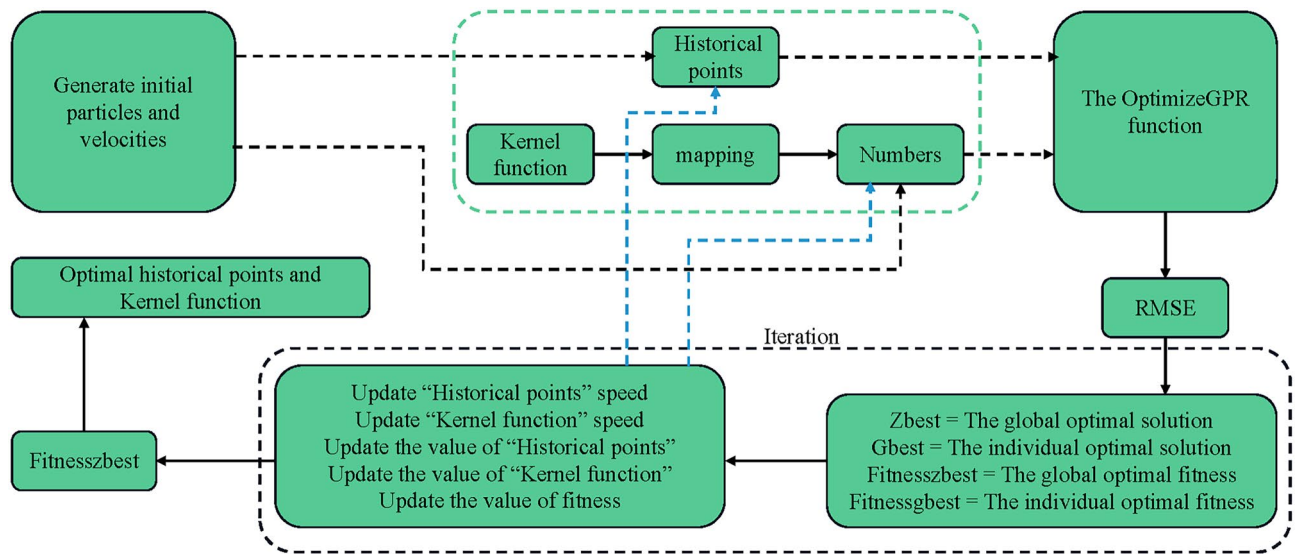 Generate initial
particles and
velocities
Historical
points
The OptimizeGPR
function
Kernel
function
mapping
Numbers
Optimal historical points and
Kernel function
RMSE
Iteration
Update “Historical points” speed
Update “Kernel function” speed
Update the value of “Historical points”
Update the value of “Kernel function”
Update the value of fitness
Zbest = The global optimal solution
Gbest = The individual optimal solution
Fitnesszbest = The global optimal fitness
Fitnessgbest = The individual optimal fitness
Fitnesszbest